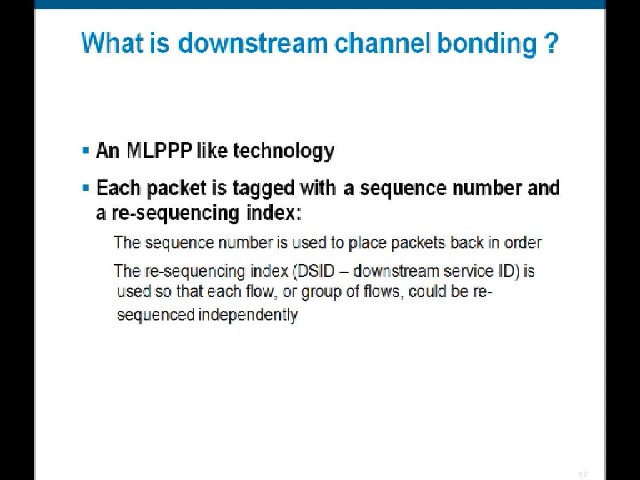 What is downstream channel bonding ?
An MLPPP like technology
Each packet is tagged with a sequence number and
a re-sequencing index:
The sequence number is used to place packets back in order
The re-sequencing index (DSID – downstream service ID) is
used so that each flow, or group of flows, could be re-
sequenced independently